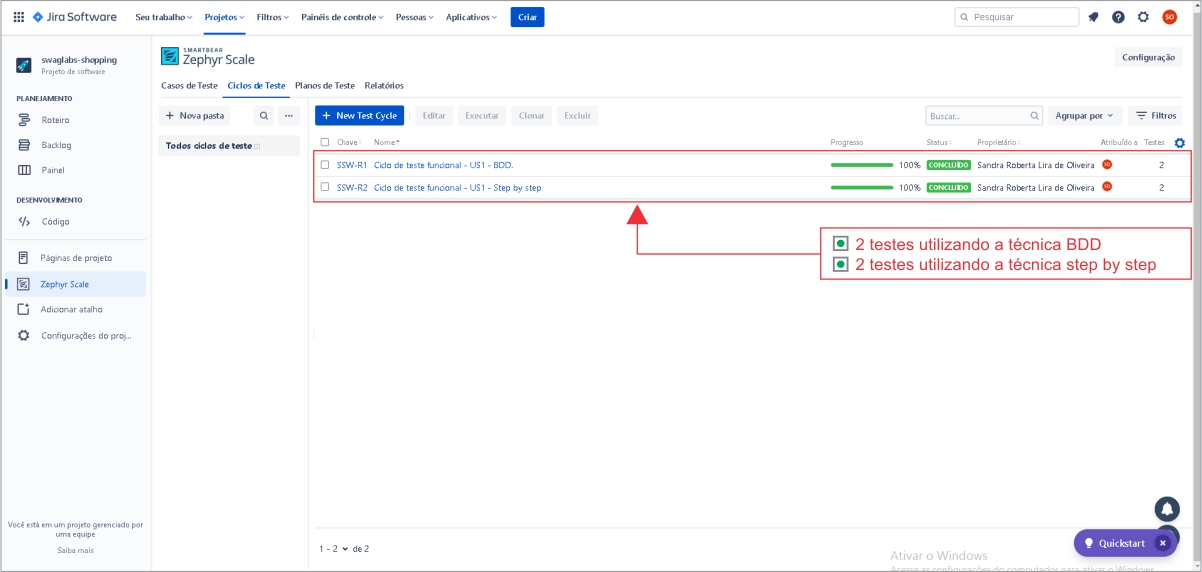 Jira Software
Seu trabalho Projetos Filtros Painéis de controle Pessoas Aplicativos Criar
Pesquisar
SO
swaglabs-shopping
Projeto de software
PLANEJAMENTO
Roteiro
Backlog
Painel
DESENVOLVIMENTO
Código
Páginas de projeto
Zephyr Scale
Adicionar atalho
Configurações do proj...
Você está em um projeto gerenciado por
uma equipe
Saiba mais
SMARTBEAR
Zephyr Scale
Configuração
Casos de Teste Ciclos de Teste Planos de Teste Relatórios
+ Nova pasta ...
Todos ciclos de teste (2)
+ New Test Cycle Editar Executar Clonar Excluir
Buscar... Agrupar por Filtros
Chave Nome Progresso Status Proprietário Atribuído a Testes
SSW-R1 Ciclo de teste funcional - US1 - BDD. 100% CONCLUÍDO Sandra Roberta Lira de Oliveira SO 2
SSW-R2 Ciclo de teste funcional - US1 - Step by step 100% CONCLUÍDO Sandra Roberta Lira de Oliveira SO 2
2 testes utilizando a técnica BDD
2 testes utilizando a técnica step by step
1 - 2 de 2
Quickstart
Ativar o Windows
Acesse as configurações do computador para ativar o Windows.